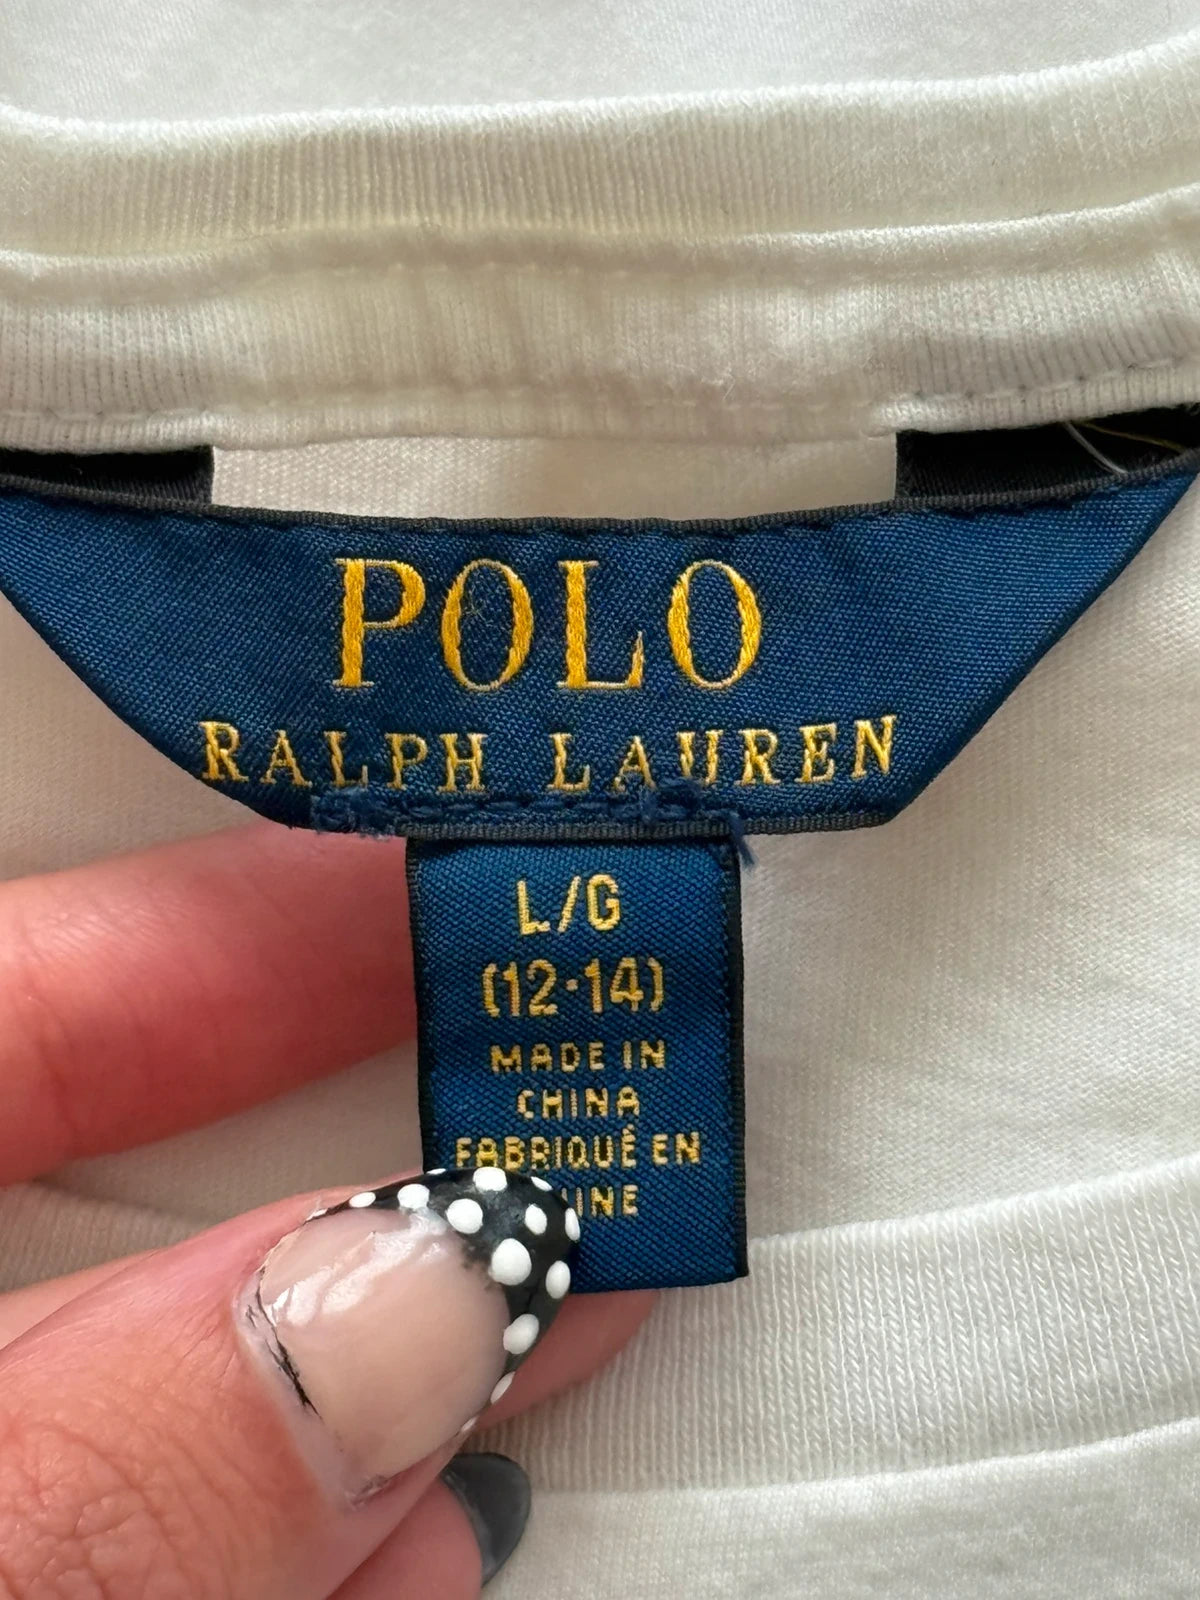 POLO
RALPH LAUREN
L/G
(12-14)
MADE IN
CHINA
FABRIQUÉ EN